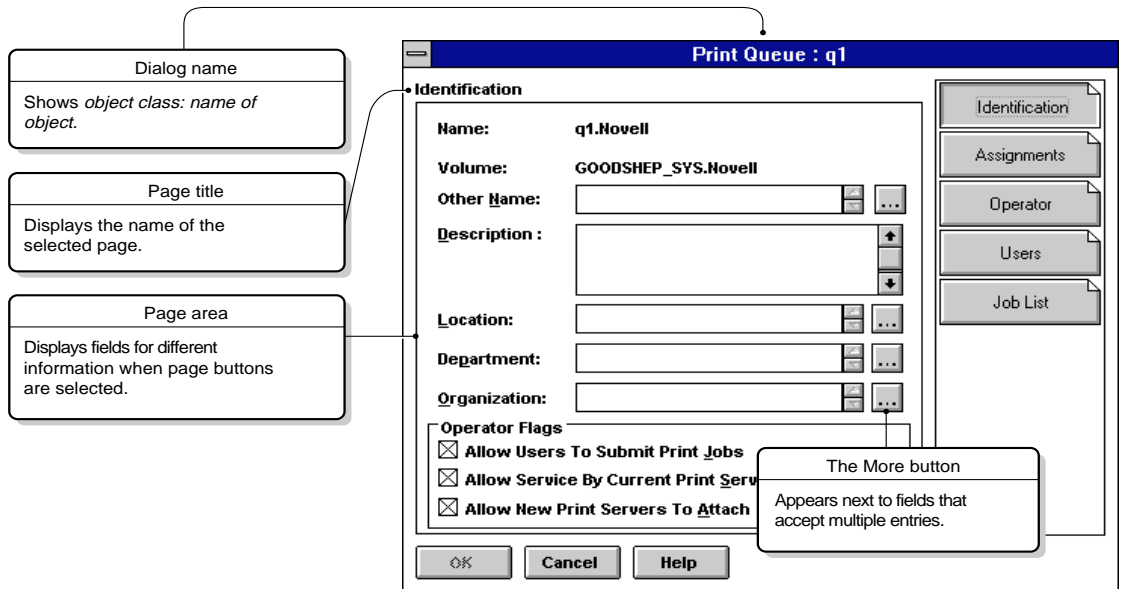 Dialog name
Shows object class: name of
object.
Page title
Displays the name of the
selected page.
Page area
Displays fields for different
information when page buttons
are selected.
Print Queue : q1
Identification
Name: q1.Novell
Volume: GOODSHEP_SYS.Novell
Other Name:
...
Description :
Location:
...
Department:
...
Organization:
...
Operator Flags
Allow Users To Submit Print Jobs
Allow Service By Current Print Serv
Allow New Print Servers To Attach
OK
Cancel
Help
Identification
Assignments
Operator
Users
Job List
The More button
Appears next to fields that
accept multiple entries.